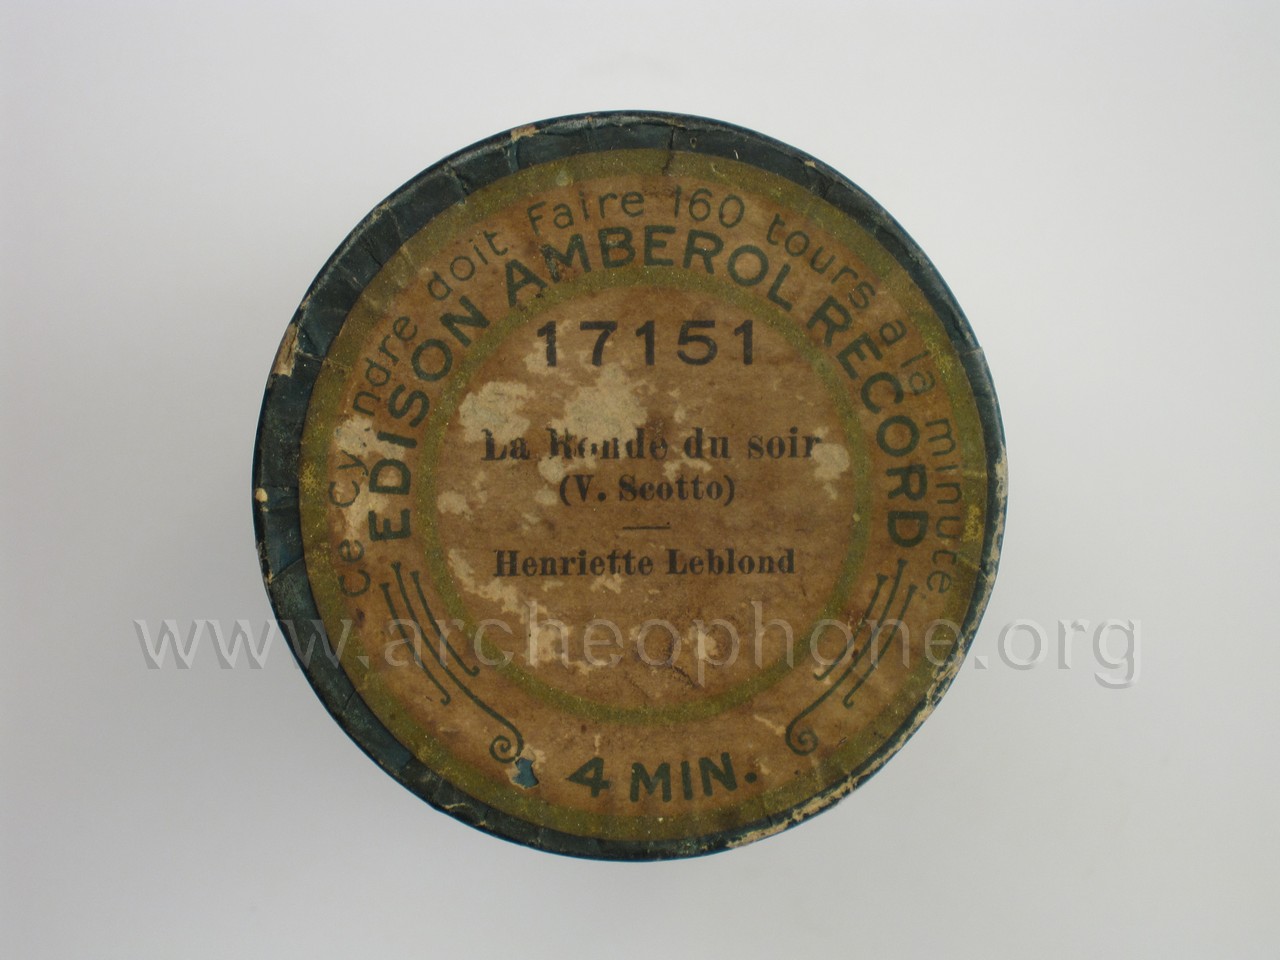 Ce cylindre doit Faire 160 tours a la minute.
EDISON AMBEROL RECORD
17151
La Ronde du soir
(V. Scotto)
Henriette Leblond
4 MIN.
www.archeophone.org